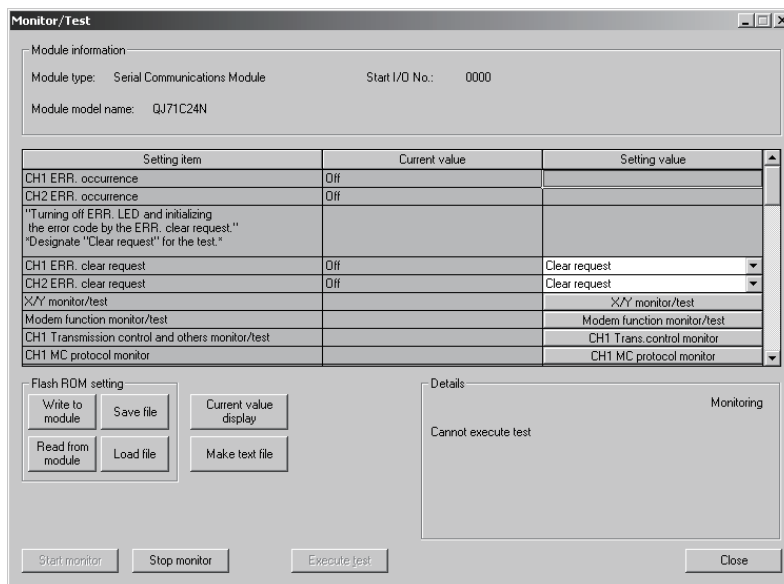 Monitor/Test
Module information
Module type: Serial Communications Module Start I/O No.: 0000
Module model name: QJ71C24N
Setting item Current value Setting value
CH1 ERR. occurrence Off
CH2 ERR. occurrence Off
"Turning off ERR. LED and initializing
the error code by the ERR. clear request."
*Designate "Clear request" for the test.*
CH1 ERR. clear request Off Clear request
CH2 ERR. clear request Off Clear request
X/Y monitor/test X/Y monitor/test
Modem function monitor/test Modem function monitor/test
CH1 Transmission control and others monitor/test CH1 Trans.control monitor
CH1 MC protocol monitor CH1 MC protocol monitor
Flash ROM setting
Write to
module
Save file
Current value
display
Read from
module
Load file
Make text file
Details
Monitoring
Cannot execute test
Start monitor Stop monitor Execute test Close